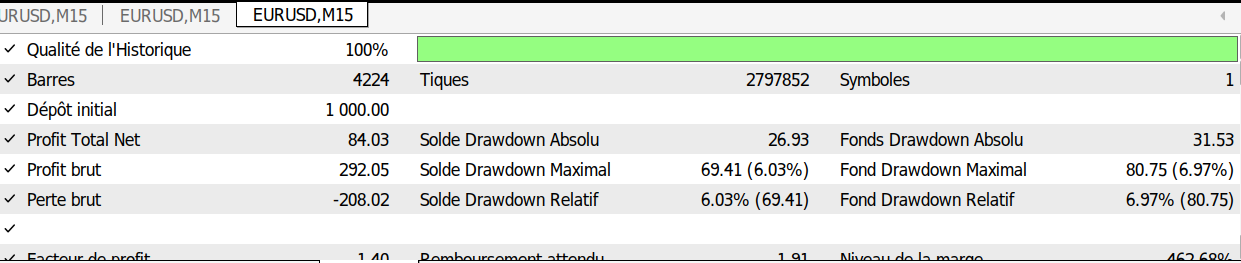 URUSD,M15 EURUSD,M15 EURUSD,M15
Qualité de l'Historique 100%
Barres 4224 Tiques 2797852 Symboles 1
Dépôt initial 1 000.00
Profit Total Net 84.03 Solde Drawdown Absolu 26.93 Fonds Drawdown Absolu 31.53
Profit brut 292.05 Solde Drawdown Maximal 69.41 (6.03%) Fond Drawdown Maximal 80.75 (6.97%)
Perte brut -208.02 Solde Drawdown Relatif 6.03% (69.41) Fond Drawdown Relatif 6.97% (80.75)
Facteur de profit 1.40 Remboursement attendu 1.91 Niveau de la marge 462.68%